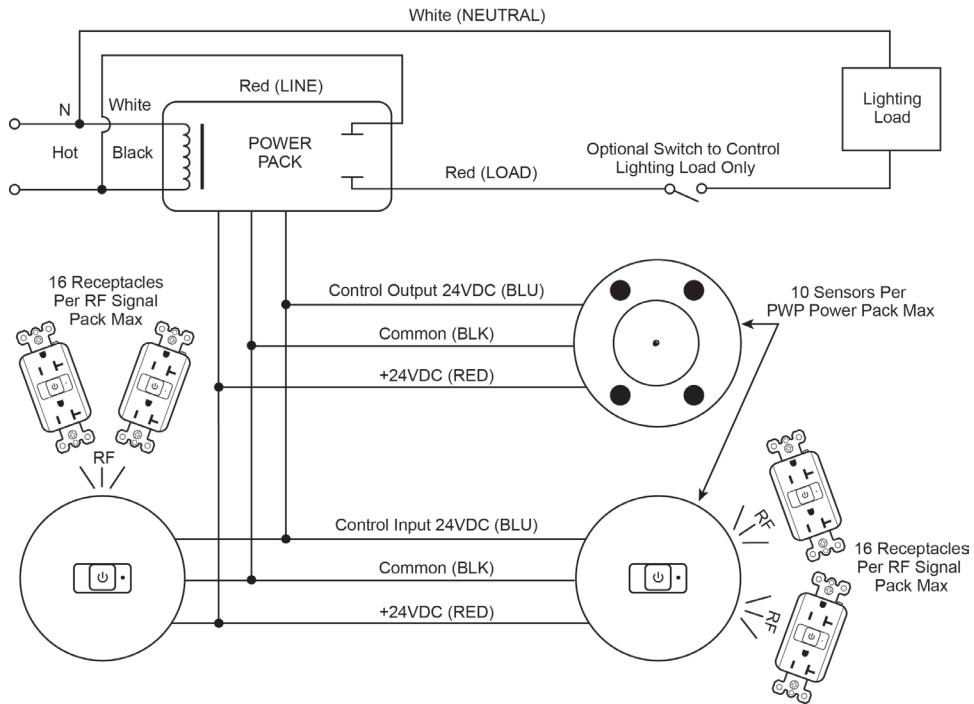 White (NEUTRAL)
Red (LINE)
N
White
Hot
Black
POWER
PACK
Lighting
Load
Optional Switch to Control
Lighting Load Only
Red (LOAD)
16 Receptacles
Per RF Signal
Pack Max
Control Output 24VDC (BLU)
Common (BLK)
+24VDC (RED)
10 Sensors Per
PWP Power Pack Max
RF
Control Input 24VDC (BLU)
Common (BLK)
+24VDC (RED)
RF
RF
16 Receptacles
Per RF Signal
Pack Max